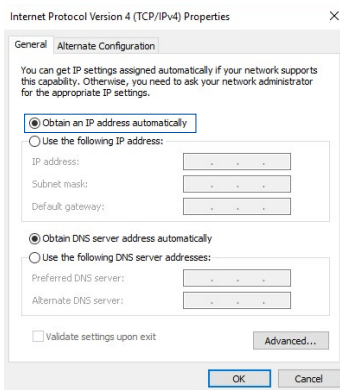 Internet Protocol Version 4 (TCP/IPv4) Properties
General
Alternate Configuration
You can get IP settings assigned automatically if your network supports
this capability. Otherwise, you need to ask your network administrator
for the appropriate IP settings.
Obtain an IP address automatically
Use the following IP address:
IP address:
Subnet mask:
Default gateway:
Obtain DNS server address automatically
Use the following DNS server addresses:
Preferred DNS server:
Alternate DNS server:
Validate settings upon exit
Advanced...
OK
Cancel